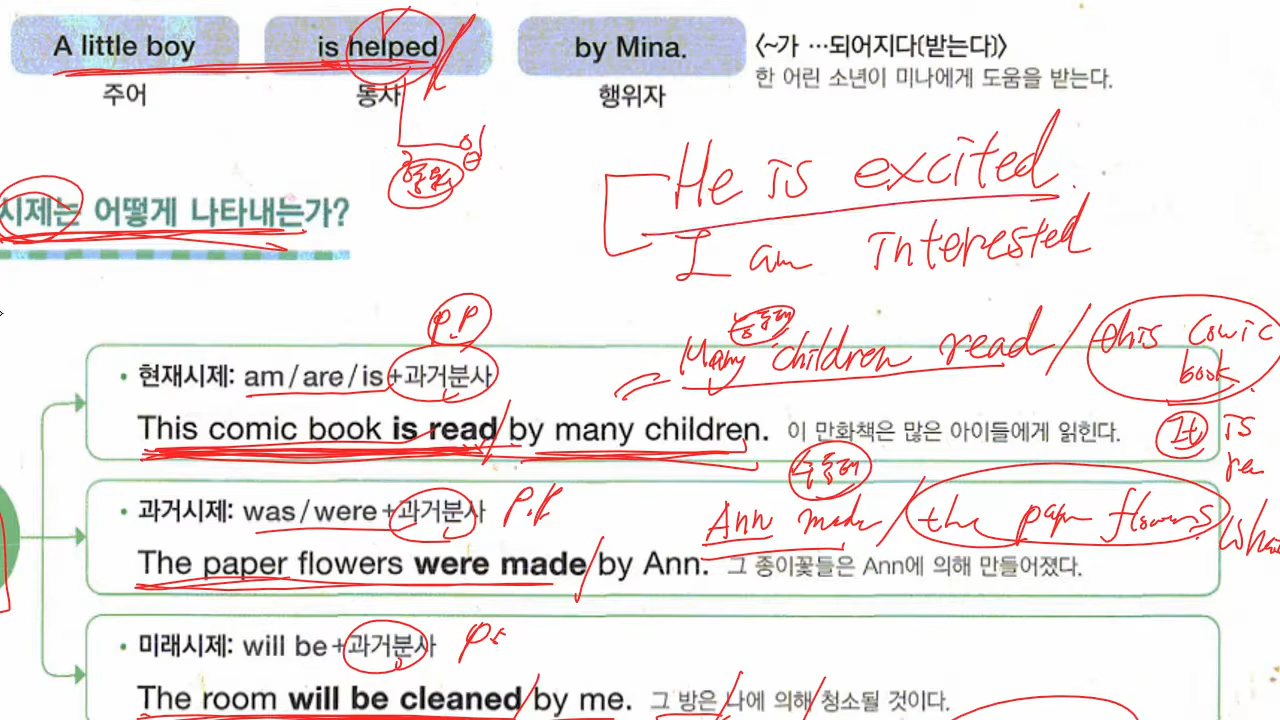 A little boy is helped by Mina. 〈~가 …되어지다(받는다)〉
주어 동사 행위자 한 어린 소년이 미나에게 도움을 받는다.
He is excited.
시제는 어떻게 나타내는가?
I am interested
P.P
능동태
Many children read / this comic book
• 현재시제: am/are/is+과거분사
This comic book is read by many children. 이 만화책은 많은 아이들에게 읽힌다.
It is
• 과거시제: was/were+과거분사 P.P
Ann made / the paper flowers
The paper flowers were made by Ann. 그 종이꽃들은 Ann에 의해 만들어졌다.
• 미래시제: will be+과거분사
The room will be cleaned by me. 그 방은 나에 의해 청소될 것이다.